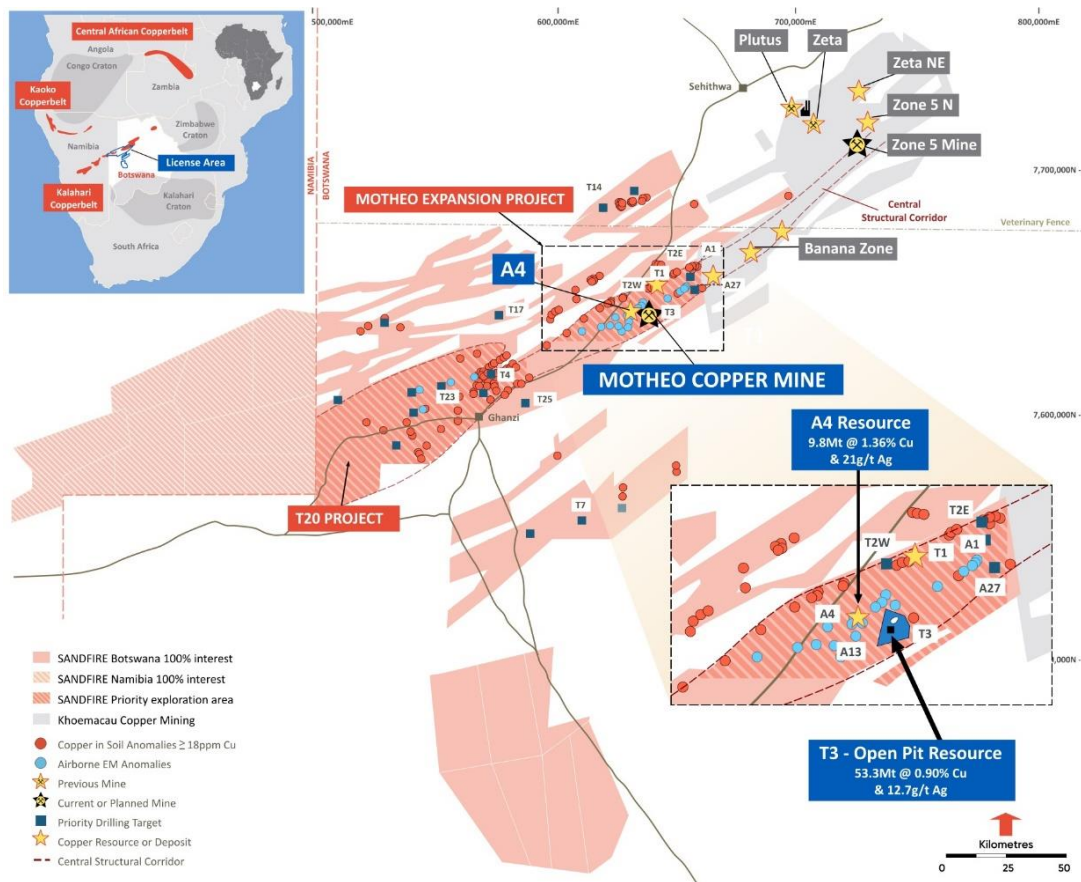 500,000mE
600,000mE
700,000mE
800,000mE
Central African Copperbelt
Angola
Congo Craton
Zambia
Kaoko
Copperbelt
Zimbabwe
Craton
Namibia
License Area
Botswana
Kalahari
Copperbelt
Kalahari
Craton
South Africa
NAMIBIA
BOTSWANA
Plutus
Zeta
Zeta NE
Sehithwa
Zone 5 N
Zone 5 Mine
7,700,000mN
T14
MOTHEO EXPANSION PROJECT
Central
Structural Corridor
Veterinary Fence
Banana Zone
A4
T2E
A1
T1
T2W
A27
T3
T17
MOTHEO COPPER MINE
T4
T23
T25
Ghanzi
7,600,00N
A4 Resource
9.8Mt @ 1.36% Cu
& 21g/t Ag
T20 PROJECT
T7
T2E
T2W
T1
A1
A27
A4
T3
A13
,000N
T3 - Open Pit Resource
53.3Mt @ 0.90% Cu
& 12.7g/t Ag
SANDFIRE Botswana 100% interest
SANDFIRE Namibia 100% interest
SANDFIRE Priority exploration area
Khoemacau Copper Mining
Copper in Soil Anomalies ≥ 18ppm Cu
Airborne EM Anomalies
Previous Mine
Current or Planned Mine
Priority Drilling Target
Copper Resource or Deposit
Central Structural Corridor
Kilometres
0 25 50